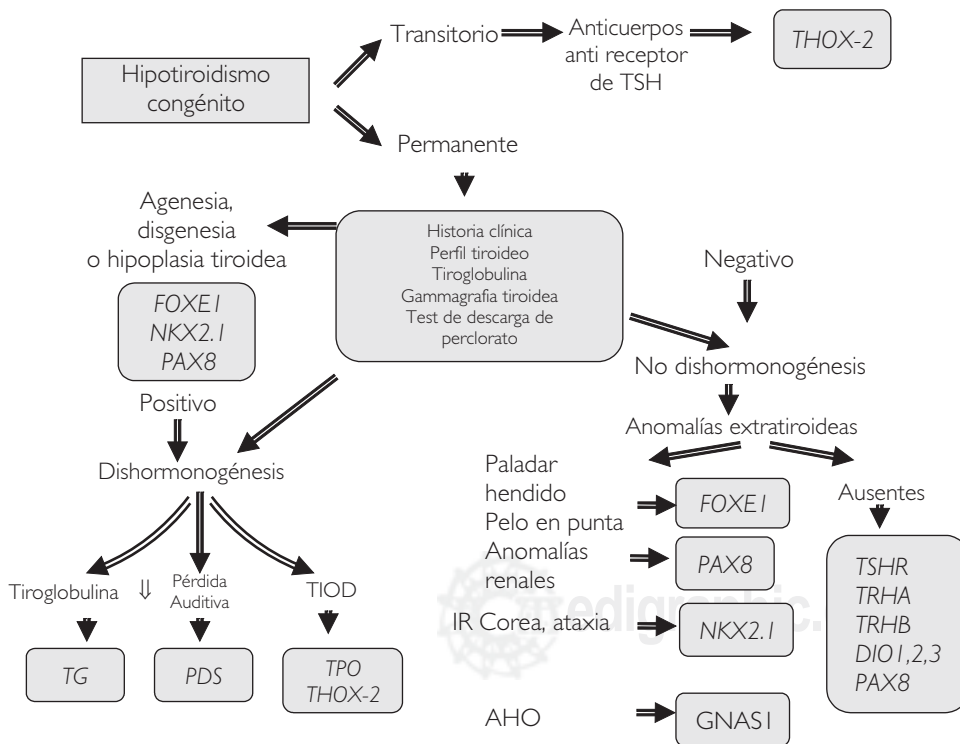 Transitorio
Anticuerpos
anti receptor
de TSH
THOX-2
Hipotiroidismo
congénito
Permanente
Agenesia,
disgenesia
o hipoplasia tiroidea
FOXE1
NKX2.1
PAX8
Historia clínica
Perfil tiroideo
Tiroglobulina
Gammagrafia tiroidea
Test de descarga de
perclorato
Negativo
No dishormonogénesis
Anomalías extratiroideas
Positivo
Dishormonogénesis
Tiroglobulina ⇓
Pérdida
Auditiva
TIOD
TG
PDS
TPO
THOX-2
Paladar
hendido
Pelo en punta
FOXE1
Anomalías
renales
PAX8
IR Corea, ataxia
NKX2.1
AHO
GNAS1
Ausentes
TSHR
TRHA
TRHB
DIO1,2,3
PAX8
edigraphic.